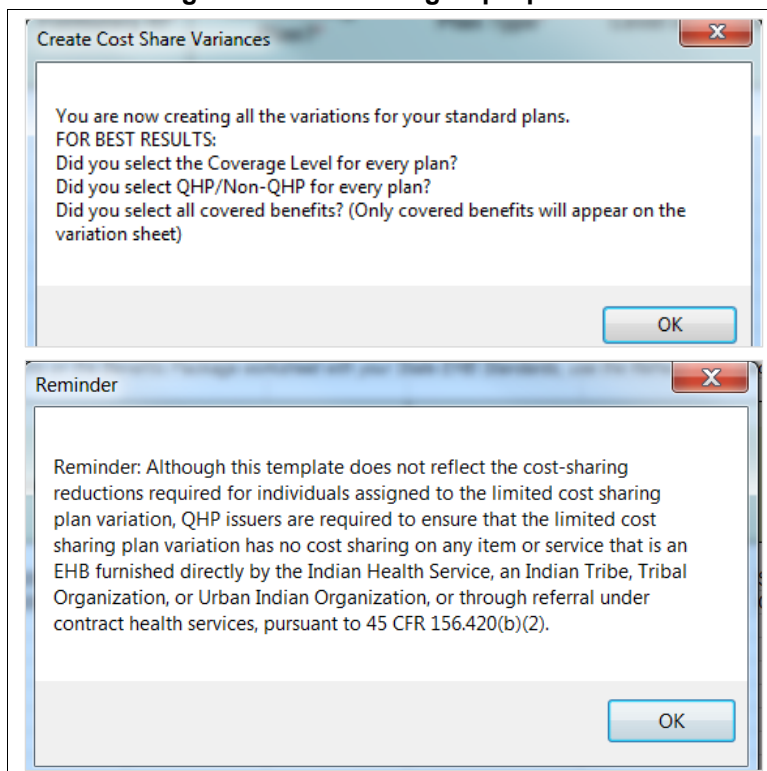 Create Cost Share Variances
You are now creating all the variations for your standard plans.
FOR BEST RESULTS:
Did you select the Coverage Level for every plan?
Did you select QHP/Non-QHP for every plan?
Did you select all covered benefits? (Only covered benefits will appear on the
variation sheet)
OK
Reminder
Reminder: Although this template does not reflect the cost-sharing
reductions required for individuals assigned to the limited cost sharing
plan variation, QHP issuers are required to ensure that the limited cost
sharing plan variation has no cost sharing on any item or service that is an
EHB furnished directly by the Indian Health Service, an Indian Tribe, Tribal
Organization, or Urban Indian Organization, or through referral under
contract health services, pursuant to 45 CFR 156.420(b)(2).
OK